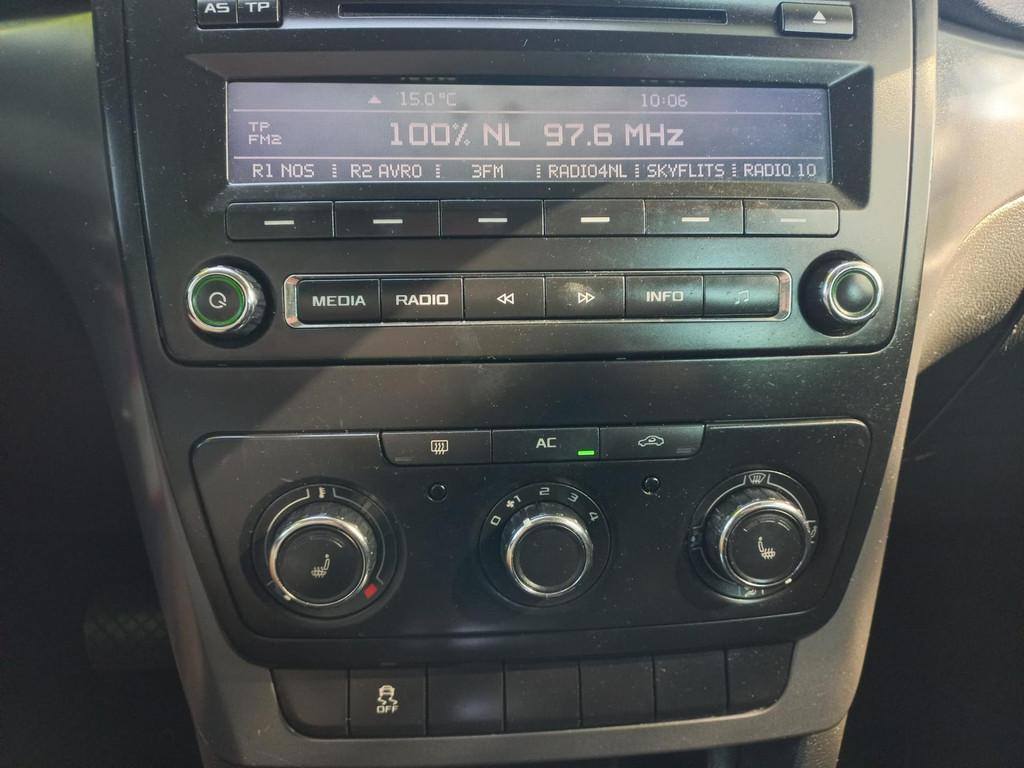 AS TP
15.0°C 10:06
TP
FM2
100% NL 97.6 MHz
R1 NOS R2 AVRO 3FM RADIO4NL SKYFLITS RADIO 10
MEDIA RADIO INFO
AC
0 1 2 3 4
OFF